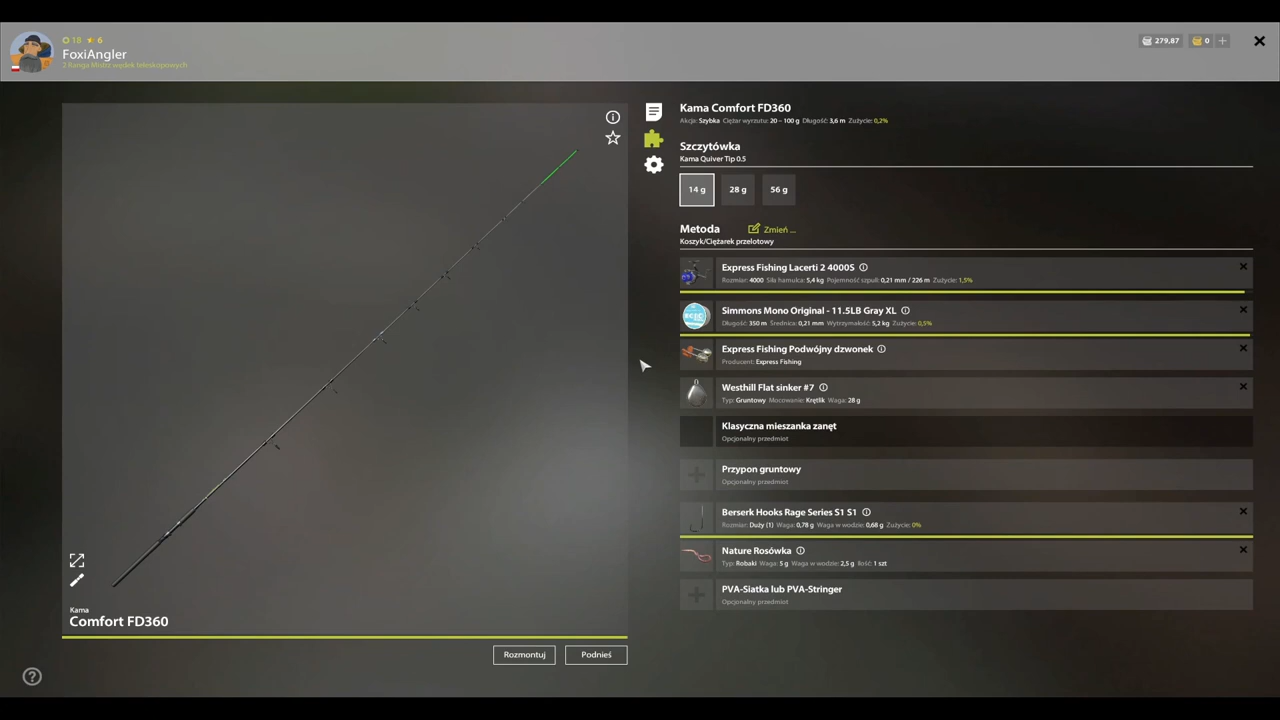 18 6
FoxiAngler
3 Ranga Mistrz wędek teleskopowych
279,87 0
Kama Comfort FD360
Akcja: Szybka Ciężar wyrzutu: 20 ~ 100 g Długość: 3,6 m Zużycie: 0,2%
Szczytówka
Kama Quiver Tip 0.5
14 g 28 g 56 g
Metoda Zmień ...
Koszyk/Ciężarek przelotowy
Express Fishing Lacerti 2 4000S
Rozmiar: 4000 Siła hamulca: 5,4 kg Pojemność szpuli: 0,21 mm / 226 m Zużycie: 1,5%
Simmons Mono Original - 11.5LB Gray XL
Długość: 350 m Średnica: 0,21 mm Wytrzymałość: 5,2 kg Zużycie: 0,5%
Express Fishing Podwójny dzwonek
Producent: Express Fishing
Westhill Flat sinker #7
Typ: Gruntowy Mocowanie: Krętlik Waga: 28 g
Klasyczna mieszanka zanęt
Opcjonalny przedmiot
Przypon gruntowy
Opcjonalny przedmiot
Berserk Hooks Rage Series S1 S1
Rozmiar: Duży (1) Waga: 0,78 g Waga w wodzie: 0,68 g Zużycie: 0%
Nature Rosówka
Typ: Robaki Waga: 5 g Waga w wodzie: 2,5 g Ilość: 1 szt
PVA-Siatka lub PVA-Stringer
Opcjonalny przedmiot
Kama
Comfort FD360
Rozmontuj Podnieś